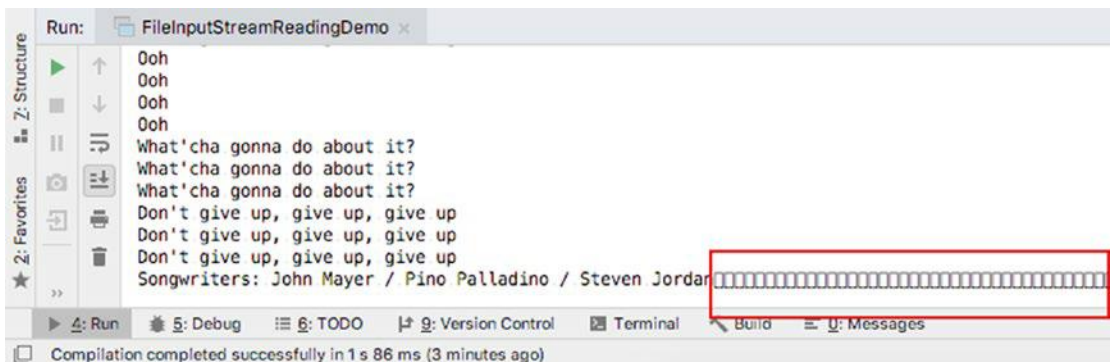 Run: FileInputStreamReadingDemo ×
Z: Structure
2: Favorites
Ooh
Ooh
Ooh
Ooh
What'cha gonna do about it?
What'cha gonna do about it?
What'cha gonna do about it?
Don't give up, give up, give up
Don't give up, give up, give up
Don't give up, give up, give up
Songwriters: John Mayer / Pino Palladino / Steven Jordan
>>
4: Run 5: Debug 6: TODO 9: Version Control Terminal Build 0: Messages
Compilation completed successfully in 1 s 86 ms (3 minutes ago)